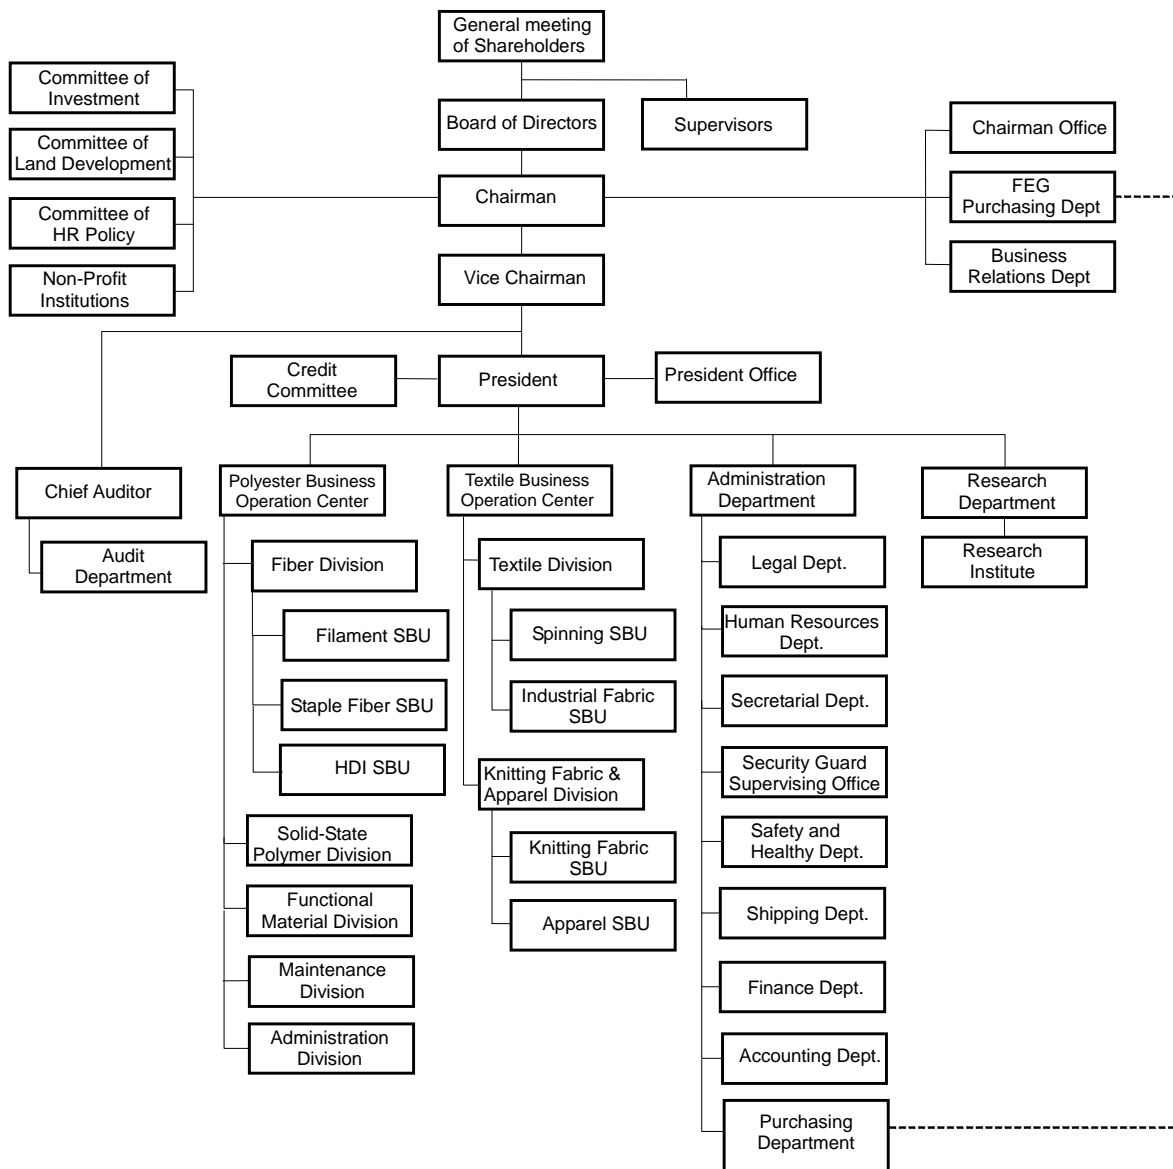 General meeting
of Shareholders
Committee of
Investment
Board of Directors
Supervisors
Chairman Office
Committee of
Land Development
Chairman
FEG
Purchasing Dept
Committee of
HR Policy
Vice Chairman
Business
Relations Dept
Non-Profit
Institutions
Credit
Committee
President
President Office
Chief Auditor
Polyester Business
Operation Center
Textile Business
Operation Center
Administration
Department
Research
Department
Audit
Department
Fiber Division
Textile Division
Legal Dept.
Research
Institute
Filament SBU
Spinning SBU
Human Resources
Dept.
Staple Fiber SBU
Industrial Fabric
SBU
Secretarial Dept.
HDI SBU
Knitting Fabric &
Apparel Division
Security Guard
Supervising Office
Solid-State
Polymer Division
Knitting Fabric
SBU
Safety and
Healthy Dept.
Functional
Material Division
Apparel SBU
Shipping Dept.
Maintenance
Division
Finance Dept.
Administration
Division
Accounting Dept.
Purchasing
Department